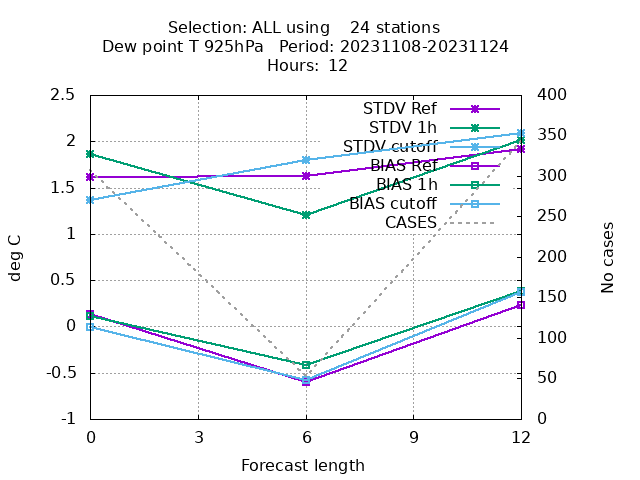 Selection: ALL using    24 stations
Dew point T 925hPa   Period: 20231108-20231124
Hours: 12
2.5
2
1.5
1
0.5
0
-0.5
-1
deg C
400
350
300
250
200
150
100
50
0
No cases
STDV Ref
STDV 1h
STDV cutoff
BIAS Ref
BIAS 1h
BIAS cutoff
CASES
0 3 6 9 12
Forecast length